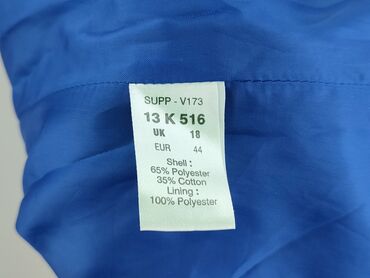 SUPP - V173
13 K 516
UK 18
EUR 44
Shell :
65% Polyester
35% Cotton
Lining :
100% Polyester